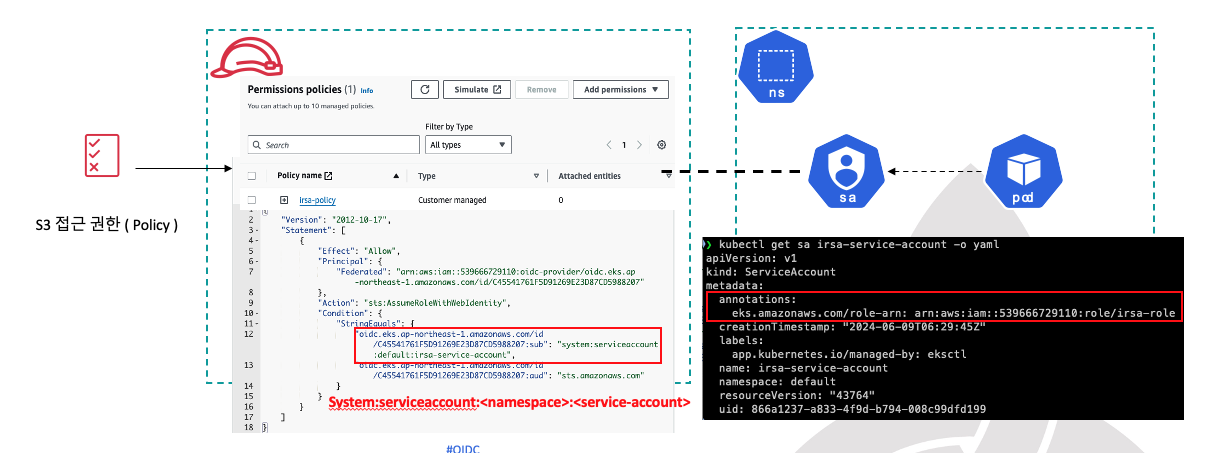 Permissions policies (1) Info
Simulate
Remove
Add permissions
You can attach up to 10 managed policies.
Filter by Type
Search
All types
1
Policy name
Type
Attached entities
irsa-policy
Customer managed
0
1 {
2 "Version": "2012-10-17",
3 "Statement": [
4 {
5 "Effect": "Allow",
6 "Principal": {
7 "Federated": "arn:aws:iam::539666729110:oidc-provider/oidc.eks.ap
-northeast-1.amazonaws.com/id/C45541761F5D91269E23D87CD5988207"
8 },
9 "Action": "sts:AssumeRoleWithWebIdentity",
10 "Condition": {
11 "StringEquals": {
12 "oidc.eks.ap-northeast-1.amazonaws.com/id
/C45541761F5D91269E23D87CD5988207:sub": "system:serviceaccount
:default:irsa-service-account",
13 "oidc.eks.ap-northeast-1.amazonaws.com/id
/C45541761F5D91269E23D87CD5988207:aud": "sts.amazonaws.com"
14 }
15 }
16 }
17 ]
18 }
System:serviceaccount:<namespace>:<service-account>
#OIDC
S3 접근 권한 ( Policy )
ns
sa
pod
❯ kubectl get sa irsa-service-account -o yaml
apiVersion: v1
kind: ServiceAccount
metadata:
annotations:
eks.amazonaws.com/role-arn: arn:aws:iam::539666729110:role/irsa-role
creationTimestamp: "2024-06-09T06:29:45Z"
labels:
app.kubernetes.io/managed-by: eksctl
name: irsa-service-account
namespace: default
resourceVersion: "43764"
uid: 866a1237-a833-4f9d-b794-008c99dfd199